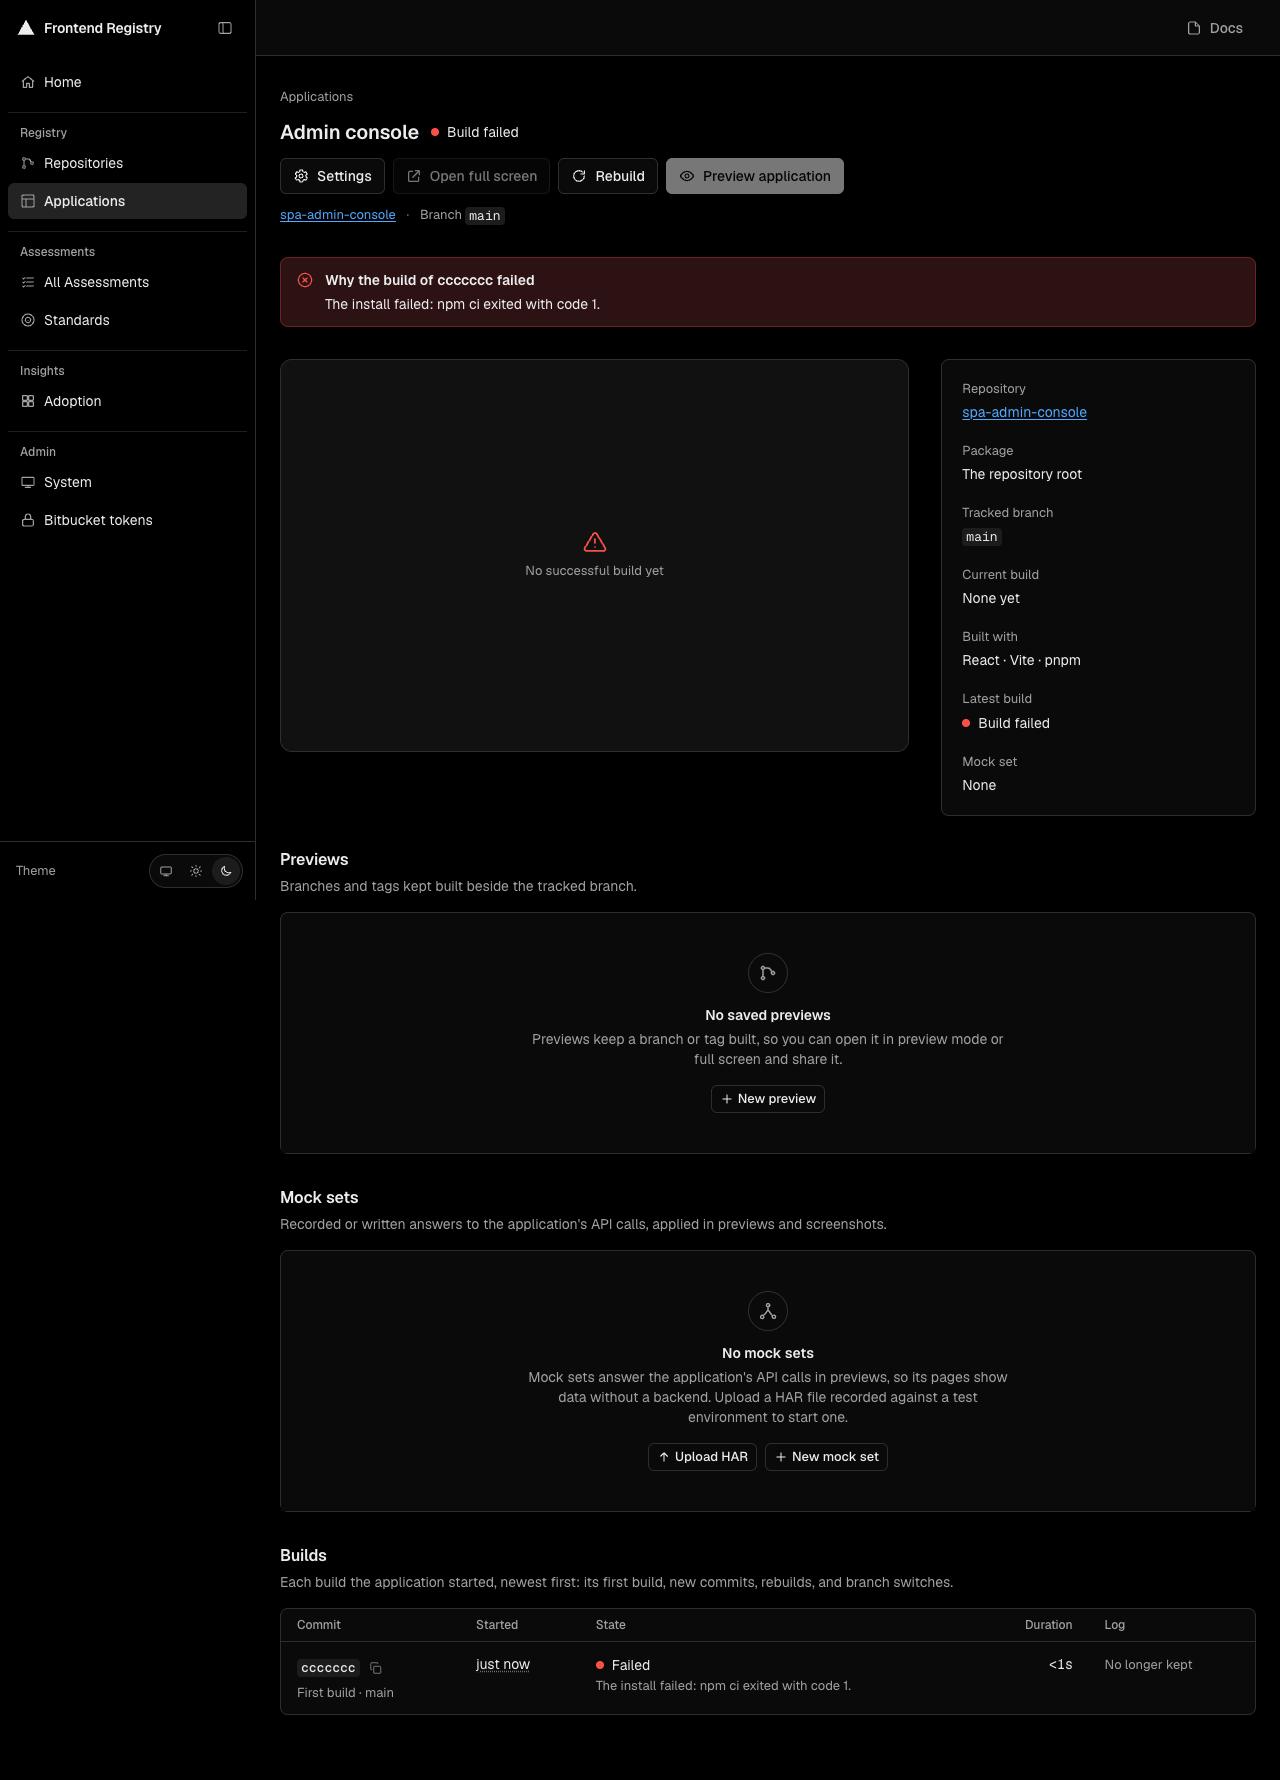 Frontend Registry
Docs
Home
Registry
Repositories
Applications
Assessments
All Assessments
Standards
Insights
Adoption
Admin
System
Bitbucket tokens
Theme
Applications
Admin console
Build failed
Settings
Open full screen
Rebuild
Preview application
spa-admin-console · Branch main
Why the build of ccccccc failed
The install failed: npm ci exited with code 1.
No successful build yet
Repository
spa-admin-console
Package
The repository root
Tracked branch
main
Current build
None yet
Built with
React · Vite · pnpm
Latest build
Build failed
Mock set
None
Previews
Branches and tags kept built beside the tracked branch.
No saved previews
Previews keep a branch or tag built, so you can open it in preview mode or
full screen and share it.
New preview
Mock sets
Recorded or written answers to the application's API calls, applied in previews and screenshots.
No mock sets
Mock sets answer the application's API calls in previews, so its pages show
data without a backend. Upload a HAR file recorded against a test
environment to start one.
Upload HAR
New mock set
Builds
Each build the application started, newest first: its first build, new commits, rebuilds, and branch switches.
Commit Started State Duration Log
ccccccc just now Failed <1s No longer kept
First build · main The install failed: npm ci exited with code 1.